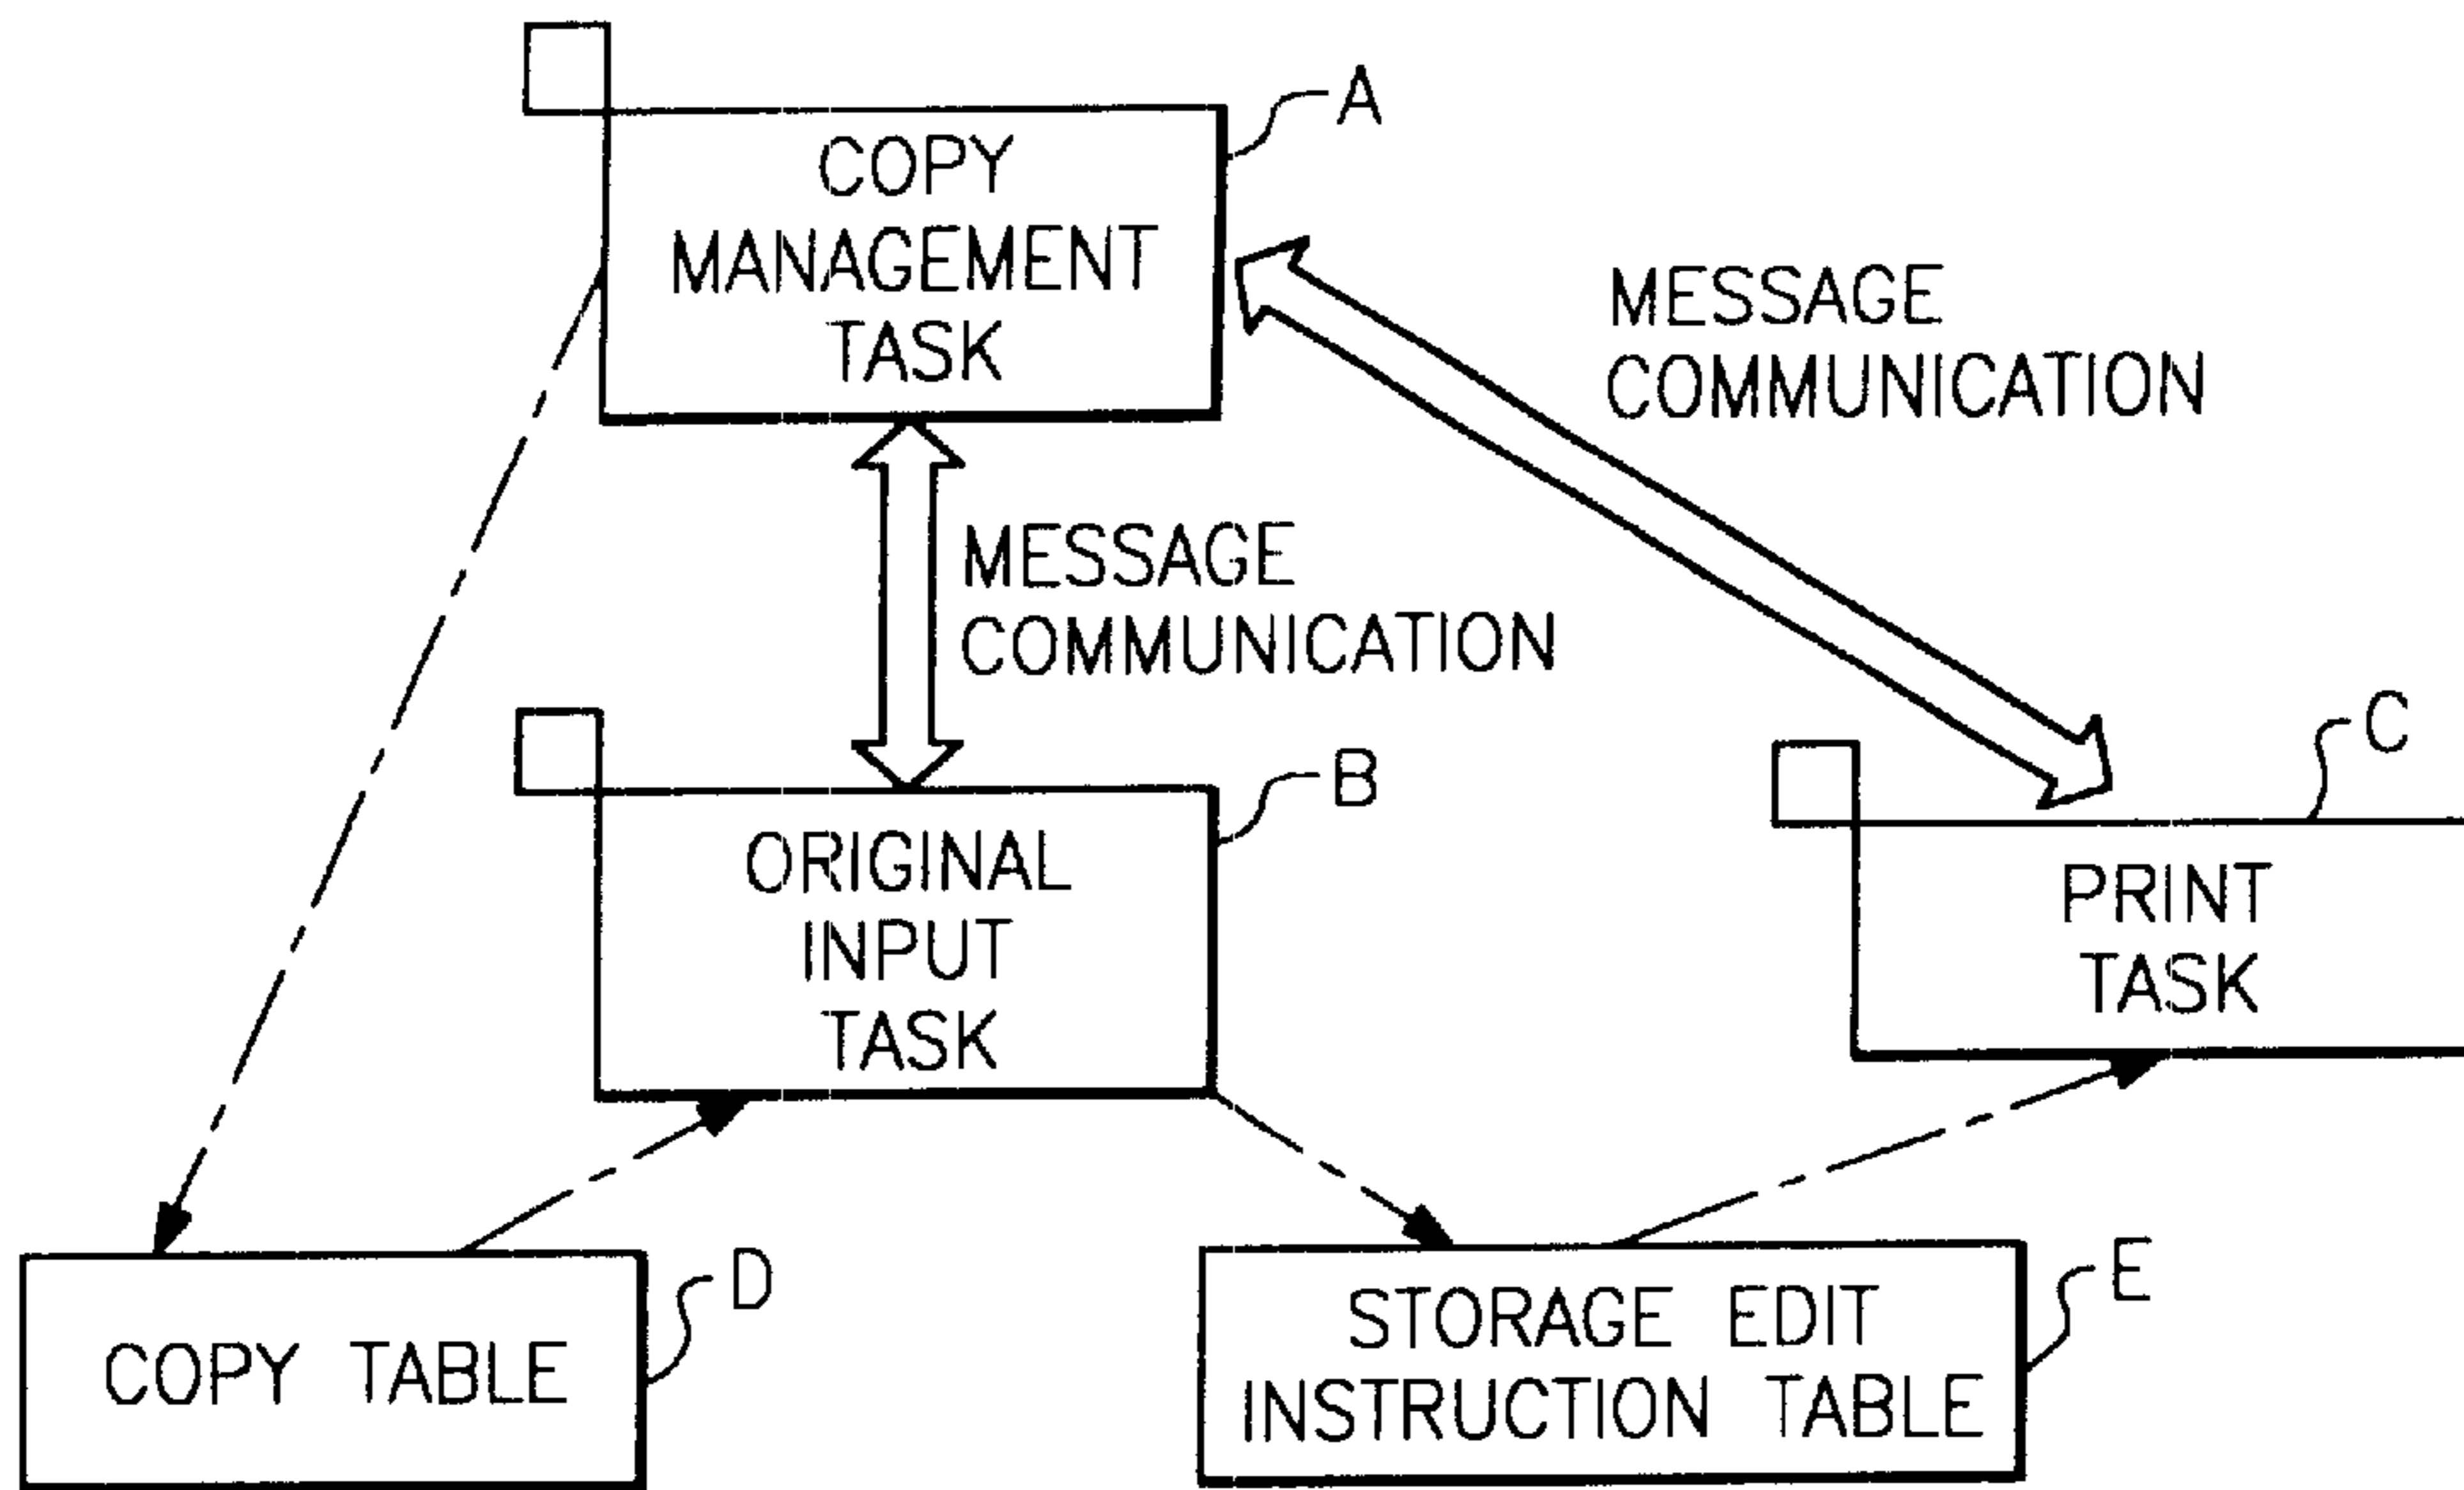 A
COPY
MANAGEMENT
TASK
MESSAGE
COMMUNICATION
MESSAGE
COMMUNICATION
B
ORIGINAL
INPUT
TASK
C
PRINT
TASK
D
COPY TABLE
E
STORAGE EDIT
INSTRUCTION TABLE